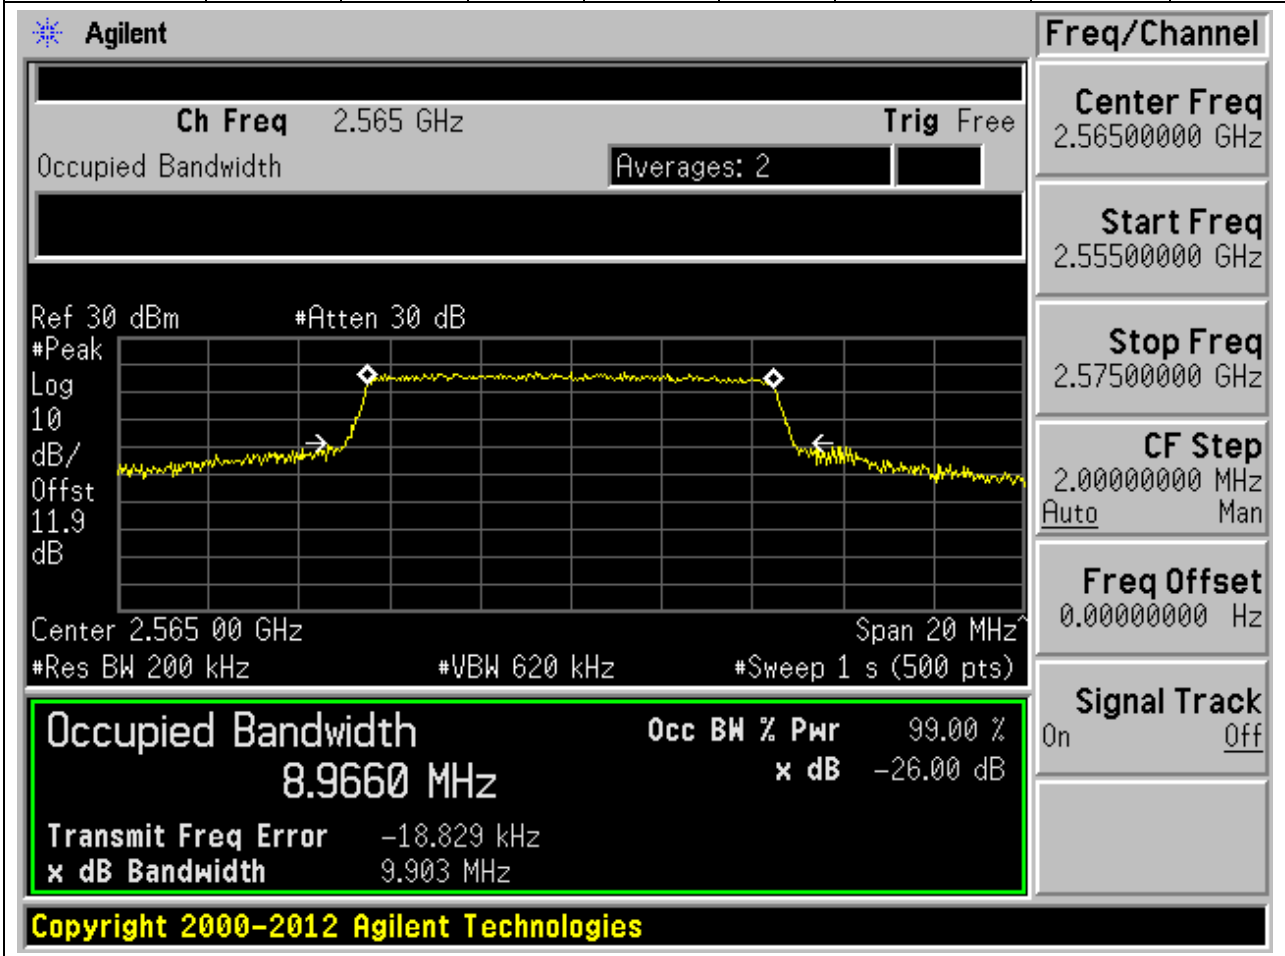 Agilent
Freq/Channel
Ch Freq 2.565 GHz Trig Free
Occupied Bandwidth Averages: 2
Center Freq
2.56500000 GHz
Start Freq
2.55500000 GHz
Stop Freq
2.57500000 GHz
CF Step
2.00000000 MHz
Auto Man
Freq Offset
0.00000000 Hz
Signal Track
On Off
Ref 30 dBm #Atten 30 dB
#Peak
Log
10
dB/
Offst
11.9
dB
Center 2.565 00 GHz Span 20 MHz^
#Res BW 200 kHz #VBW 620 kHz #Sweep 1 s (500 pts)
Occupied Bandwidth Occ BW % Pwr 99.00 %
8.9660 MHz x dB -26.00 dB
Transmit Freq Error -18.829 kHz
x dB Bandwidth 9.903 MHz
Copyright 2000-2012 Agilent Technologies